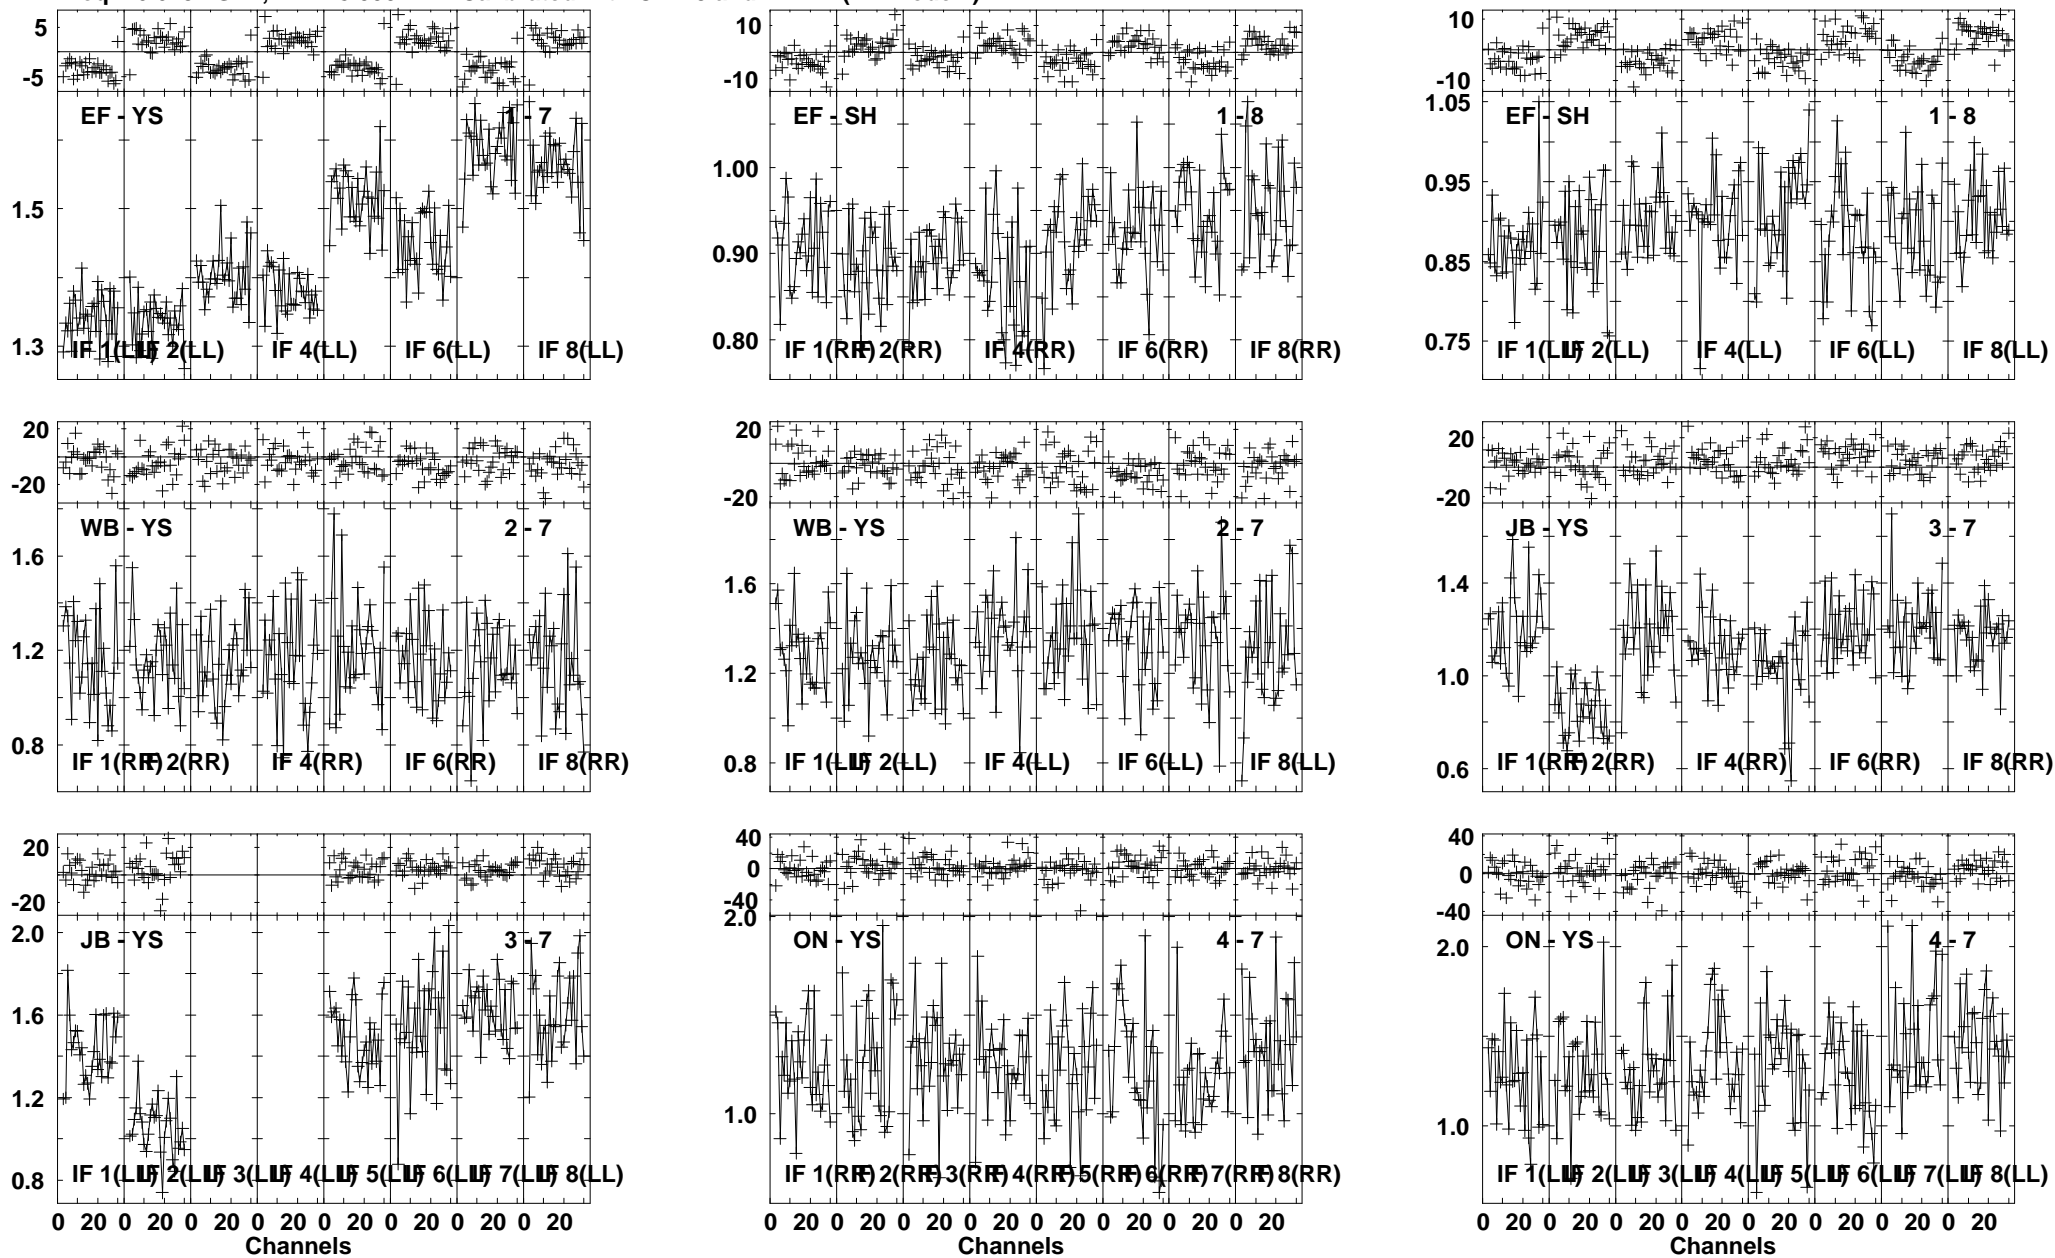 5
-5
EF - YS 1 - 7
1.5
1.3
IF 1(LL) IF 2(LL) IF 4(LL) IF 6(LL) IF 8(LL)
10
-10
EF - SH 1 - 8
1.00
0.90
0.80
IF 1(RR) IF 2(RR) IF 4(RR) IF 6(RR) IF 8(RR)
10
-10
1.05
EF - SH 1 - 8
0.95
0.85
0.75
IF 1(LL) IF 2(LL) IF 4(LL) IF 6(LL) IF 8(LL)
20
-20
WB - YS 2 - 7
1.6
1.2
0.8
IF 1(RR) IF 2(RR) IF 4(RR) IF 6(RR) IF 8(RR)
20
-20
WB - YS 2 - 7
1.6
1.2
0.8
IF 1(LL) IF 2(LL) IF 4(LL) IF 6(LL) IF 8(LL)
20
-20
JB - YS 3 - 7
1.4
1.0
0.6
IF 1(RR) IF 2(RR) IF 4(RR) IF 6(RR) IF 8(RR)
20
-20
2.0
JB - YS 3 - 7
1.6
1.2
0.8
IF 1(LL) IF 2(LL) IF 3(LL) IF 4(LL) IF 5(LL) IF 6(LL) IF 7(LL) IF 8(LL)
0 20 0 20 0 20 0 20 0 20 0 20 0 20 0 20
Channels
40
0
-40
2.0
ON - YS 4 - 7
1.0
IF 1(RR) IF 2(RR) IF 3(RR) IF 4(RR) IF 5(RR) IF 6(RR) IF 7(RR) IF 8(RR)
0 20 0 20 0 20 0 20 0 20 0 20 0 20 0 20
Channels
40
0
-40
2.0
ON - YS 4 - 7
1.0
IF 1(LL) IF 2(LL) IF 3(LL) IF 4(LL) IF 5(LL) IF 6(LL) IF 7(LL) IF 8(LL)
0 20 0 20 0 20 0 20 0 20 0 20 0 20 0 20
Channels